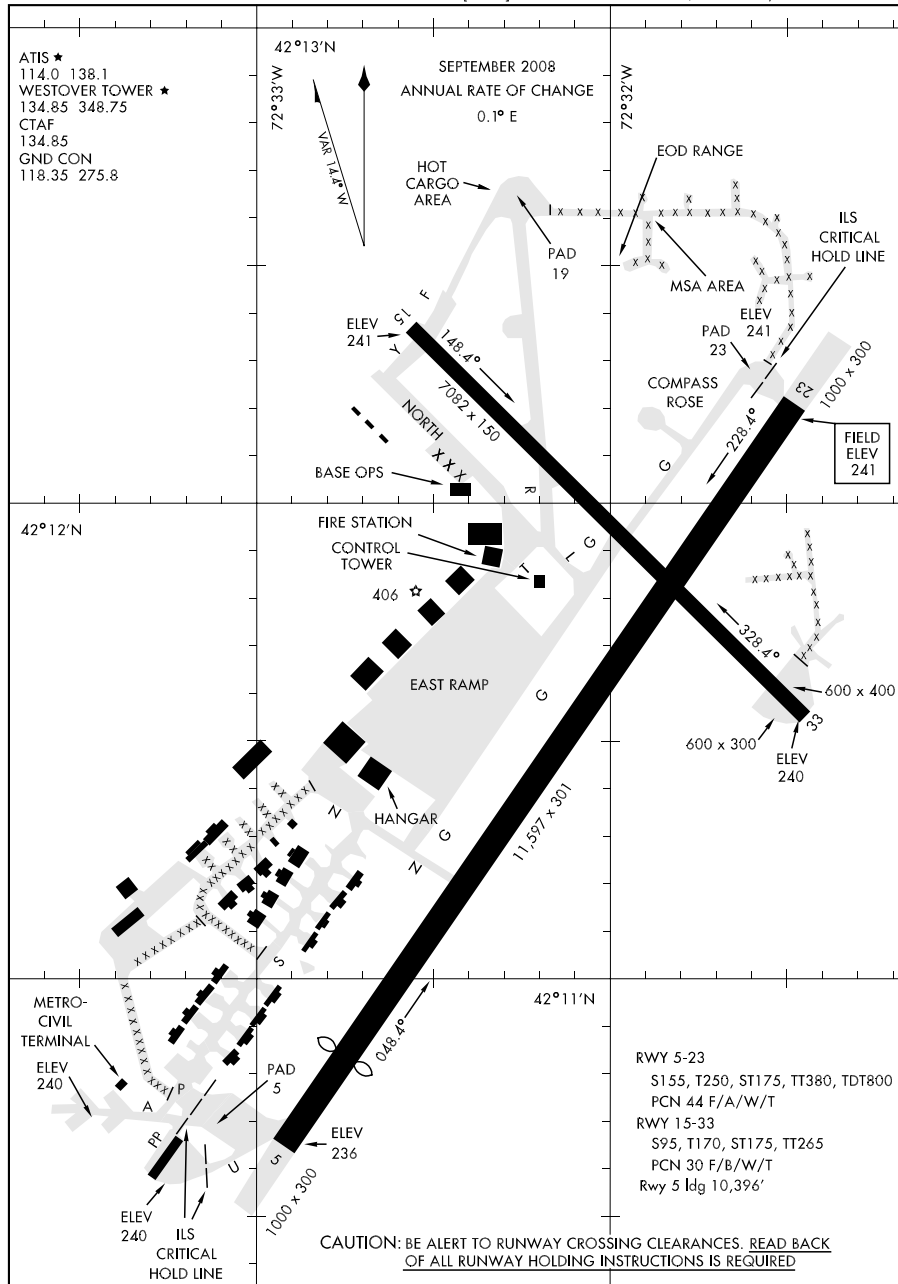 ATIS ★
114.0 138.1
WESTOVER TOWER ★
134.85 348.75
CTAF
134.85
GND CON
118.35 275.8
42°13'N
72°33'W
VAR 14.4° W
SEPTEMBER 2008
ANNUAL RATE OF CHANGE
0.1° E
72°32'W
EOD RANGE
HOT
CARGO
AREA
ILS
CRITICAL
HOLD LINE
PAD
19
MSA AREA
F
15
Y
ELEV
241
148.4°
7082 x 150
ELEV
241
PAD
23
COMPASS
ROSE
23
1000 x 300
228.4°
FIELD
ELEV
241
NORTH
X X X
BASE OPS
G
R
42°12'N
FIRE STATION
CONTROL
TOWER
T
L
G
406
328.4°
EAST RAMP
G
600 x 400
33
600 x 300
ELEV
240
HANGAR
N
G
N
11,597 x 301
S
42°11'N
METRO-
CIVIL
TERMINAL
ELEV
240
048.4°
PAD
5
P
A
PP
U
5
ELEV
236
1000 x 300
ELEV
240
ILS
CRITICAL
HOLD LINE
RWY 5-23
S155, T250, ST175, TT380, TDT800
PCN 44 F/A/W/T
RWY 15-33
S95, T170, ST175, TT265
PCN 30 F/B/W/T
Rwy 5 ldg 10,396'
CAUTION: BE ALERT TO RUNWAY CROSSING CLEARANCES. READ BACK
OF ALL RUNWAY HOLDING INSTRUCTIONS IS REQUIRED